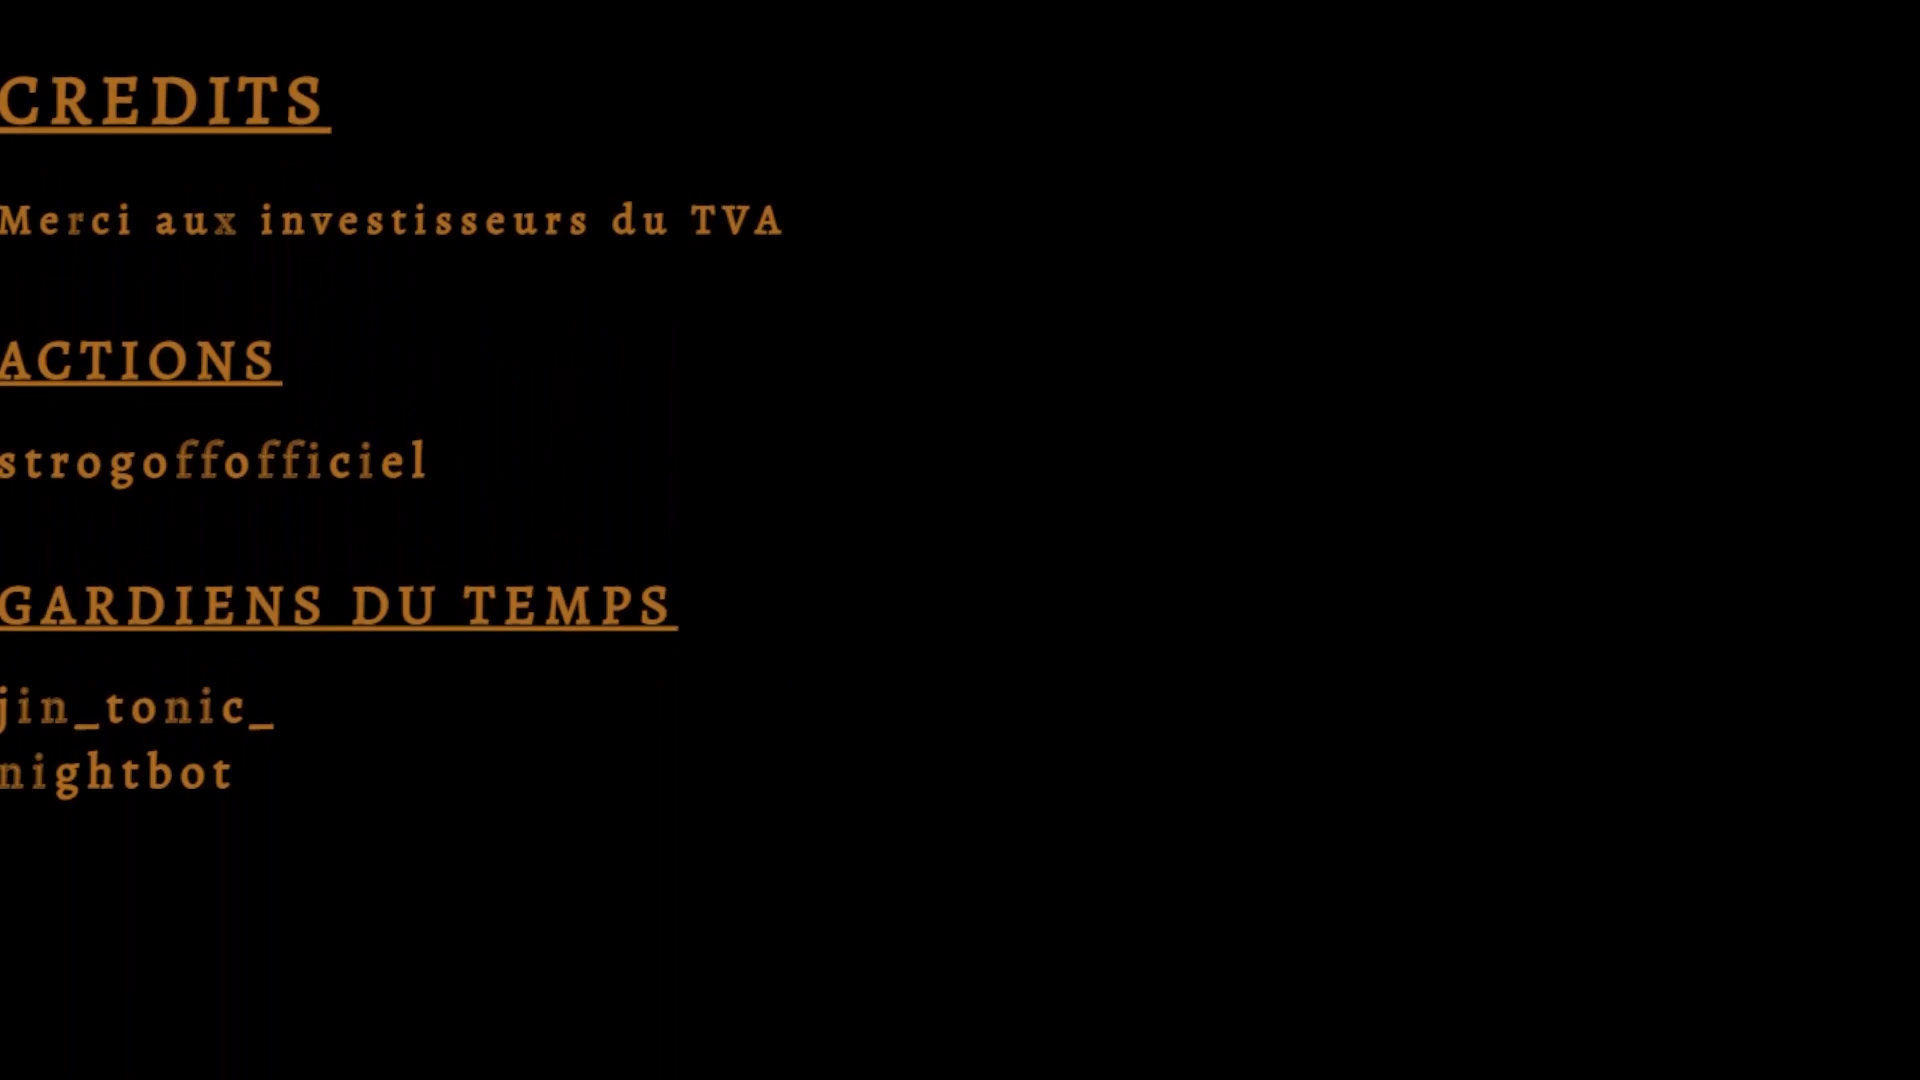 CREDITS
Merci aux investisseurs du TVA
ACTIONS
strogoffofficiel
GARDIENS DU TEMPS
jin_tonic_
nightbot